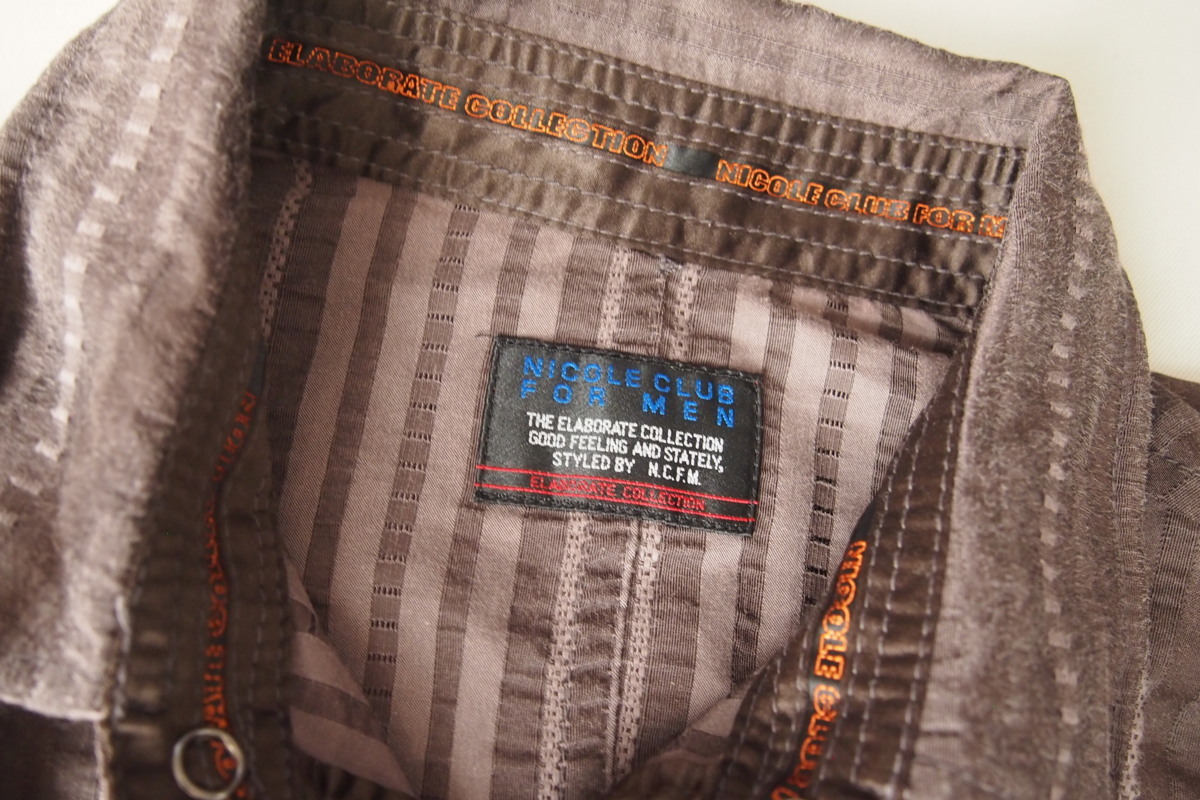 ELABORATE COLLECTION
NICOLE CLUB FOR M
NICOLE CLUB
FOR MEN
THE ELABORATE COLLECTION
GOOD FEELING AND STATELY,
STYLED BY N.C.F.M.
ELABORATE COLLECTION